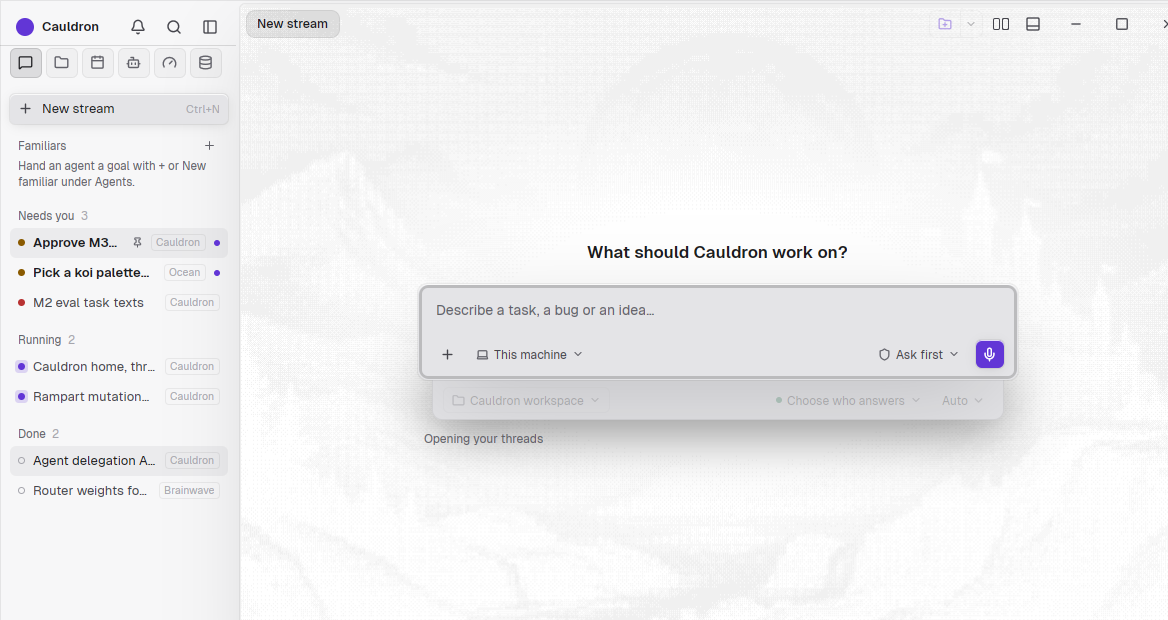 Cauldron
New stream
New stream Ctrl+N
Familiars
Hand an agent a goal with + or New
familiar under Agents.
Needs you 3
Approve M3... Cauldron
Pick a koi palette... Ocean
M2 eval task texts Cauldron
Running 2
Cauldron home, thr... Cauldron
Rampart mutation... Cauldron
Done 2
Agent delegation A... Cauldron
Router weights fo... Brainwave
What should Cauldron work on?
Describe a task, a bug or an idea...
This machine Ask first
Cauldron workspace Choose who answers Auto
Opening your threads